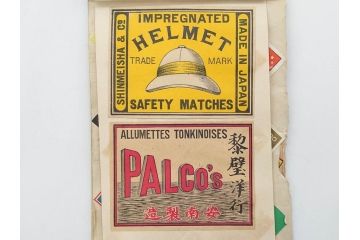 IMPREGNATED
HELMET
TRADE MARK
SHINMEISHA & Co
MADE IN JAPAN
SAFETY MATCHES
ALLUMETTES TONKINOISES
PALCO's
黎壁洋行
造製南安